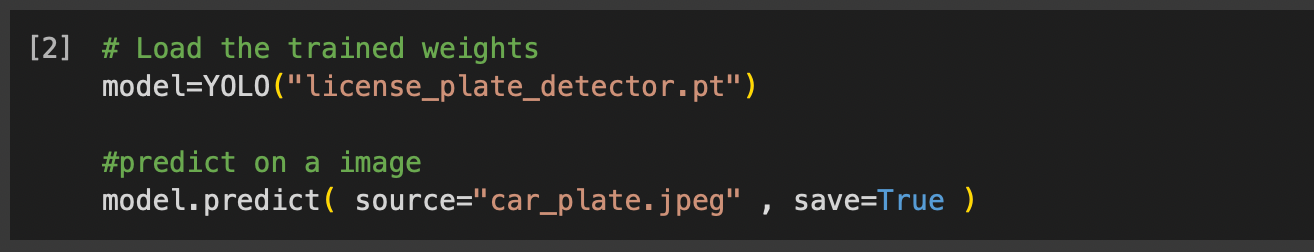 [2] # Load the trained weights
model=YOLO("license_plate_detector.pt")
#predict on a image
model.predict( source="car_plate.jpeg" , save=True )